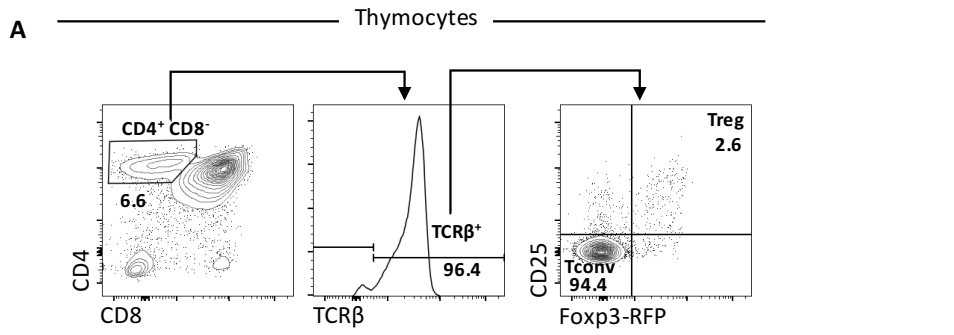 A
Thymocytes
CD4+ CD8-
6.6
CD4
CD8
TCRβ+
96.4
TCRβ
Treg
2.6
Tconv
94.4
CD25
Foxp3-RFP